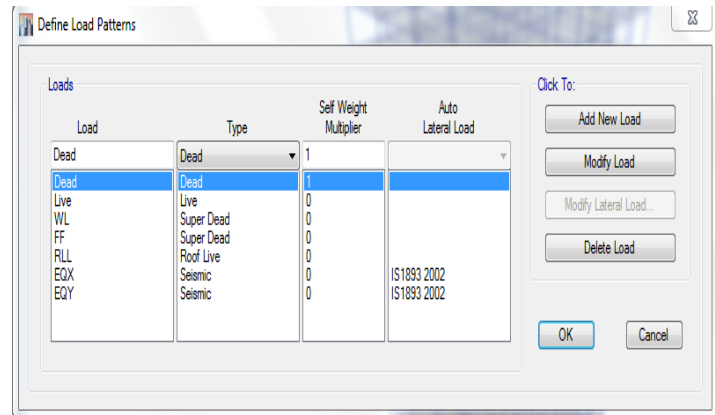 Define Load Patterns
Loads
Click To:
Load Type Self Weight Multiplier Auto Lateral Load
Dead Dead 1
Dead Dead 1
Live Live 0
WL Super Dead 0
FF Super Dead 0
RLL Roof Live 0
EQX Seismic 0 IS1893 2002
EQY Seismic 0 IS1893 2002
Add New Load
Modify Load
Modify Lateral Load...
Delete Load
OK Cancel